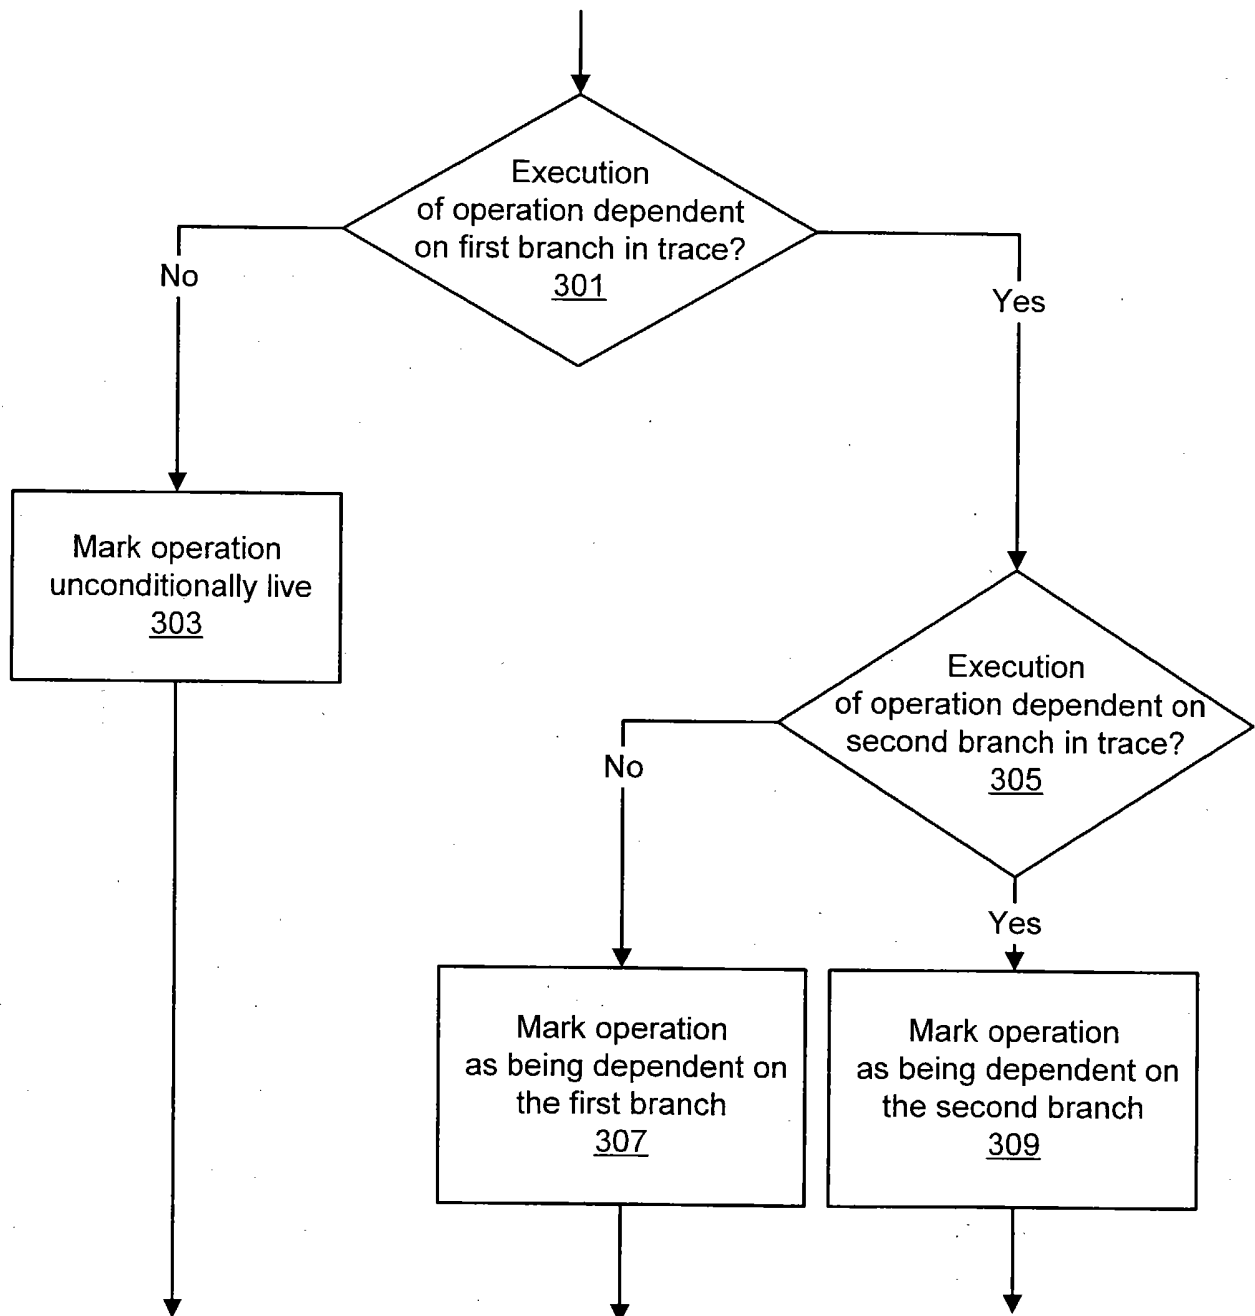 Execution
of operation dependent
on first branch in trace?
301
No
Yes
Mark operation
unconditionally live
303
Execution
of operation dependent on
second branch in trace?
305
No
Yes
Mark operation
as being dependent on
the first branch
307
Mark operation
as being dependent on
the second branch
309